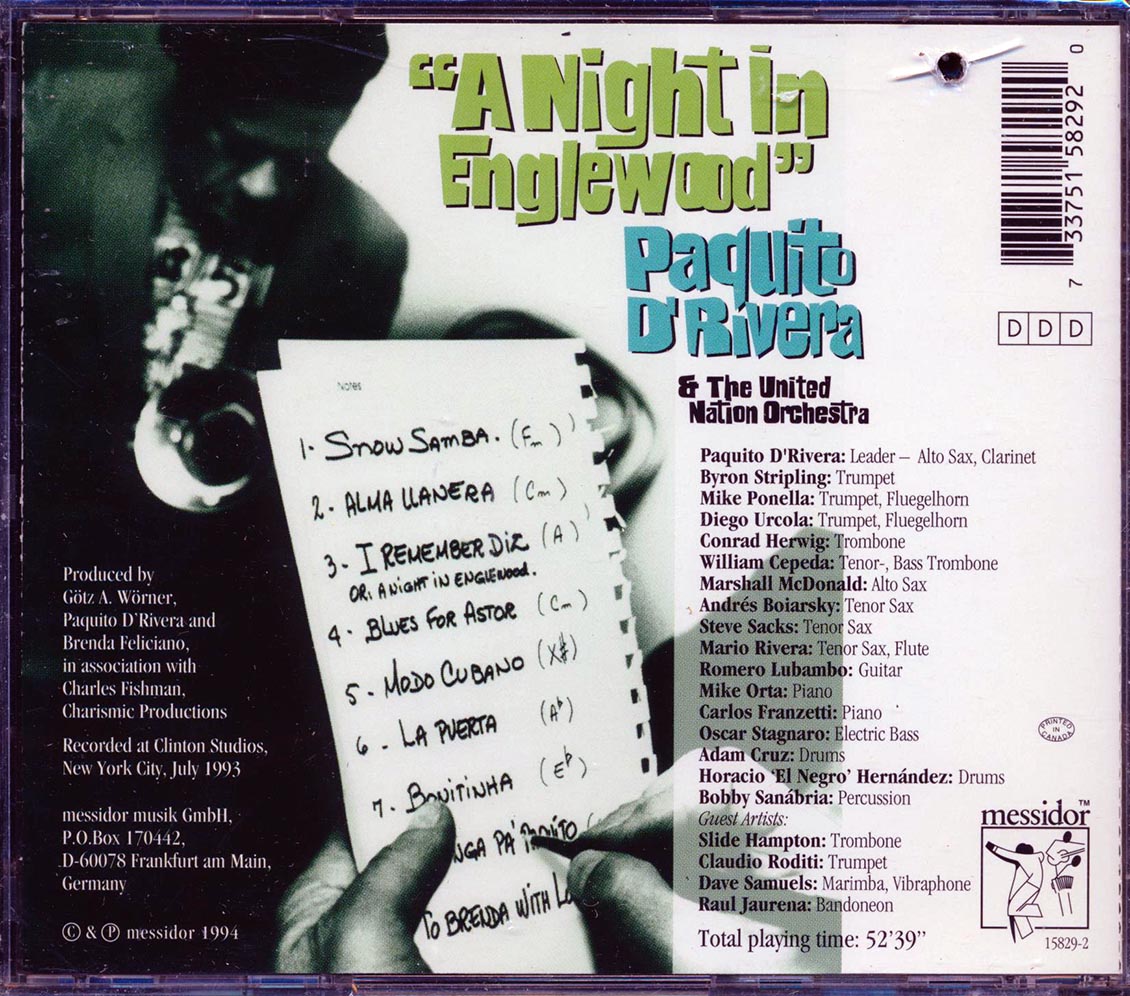 “A Night in
Englewood”
Paquito
D'Rivera
& The United
Nation Orchestra
7 33751 58292 0
D D D
Notes
1- Snow Samba. (Fm)
2- Alma Llanera (Cm)
3- I Remember Diz (A)
or: A Night in Englewood.
4- Blues for Astor (Cm)
5- Modo Cubano (X#)
6- La Puerta (Ab)
7- Bonitinha (Eb)
nga Pa' Paquito (
To Brenda with Lo
Produced by
Götz A. Wörner,
Paquito D'Rivera and
Brenda Feliciano,
in association with
Charles Fishman,
Charismic Productions
Recorded at Clinton Studios,
New York City, July 1993
messidor musik GmbH,
P.O.Box 170442,
D-60078 Frankfurt am Main,
Germany
© & ℗ messidor 1994
Paquito D'Rivera: Leader – Alto Sax, Clarinet
Byron Stripling: Trumpet
Mike Ponella: Trumpet, Fluegelhorn
Diego Urcola: Trumpet, Fluegelhorn
Conrad Herwig: Trombone
William Cepeda: Tenor-, Bass Trombone
Marshall McDonald: Alto Sax
Andrés Boiarsky: Tenor Sax
Steve Sacks: Tenor Sax
Mario Rivera: Tenor Sax, Flute
Romero Lubambo: Guitar
Mike Orta: Piano
Carlos Franzetti: Piano
Oscar Stagnaro: Electric Bass
Adam Cruz: Drums
Horacio ‘El Negro’ Hernández: Drums
Bobby Sanábria: Percussion
Guest Artists:
Slide Hampton: Trombone
Claudio Roditi: Trumpet
Dave Samuels: Marimba, Vibraphone
Raul Jaurena: Bandoneon
Total playing time: 52'39”
PRINTED
IN
CANADA
messidor™
15829-2